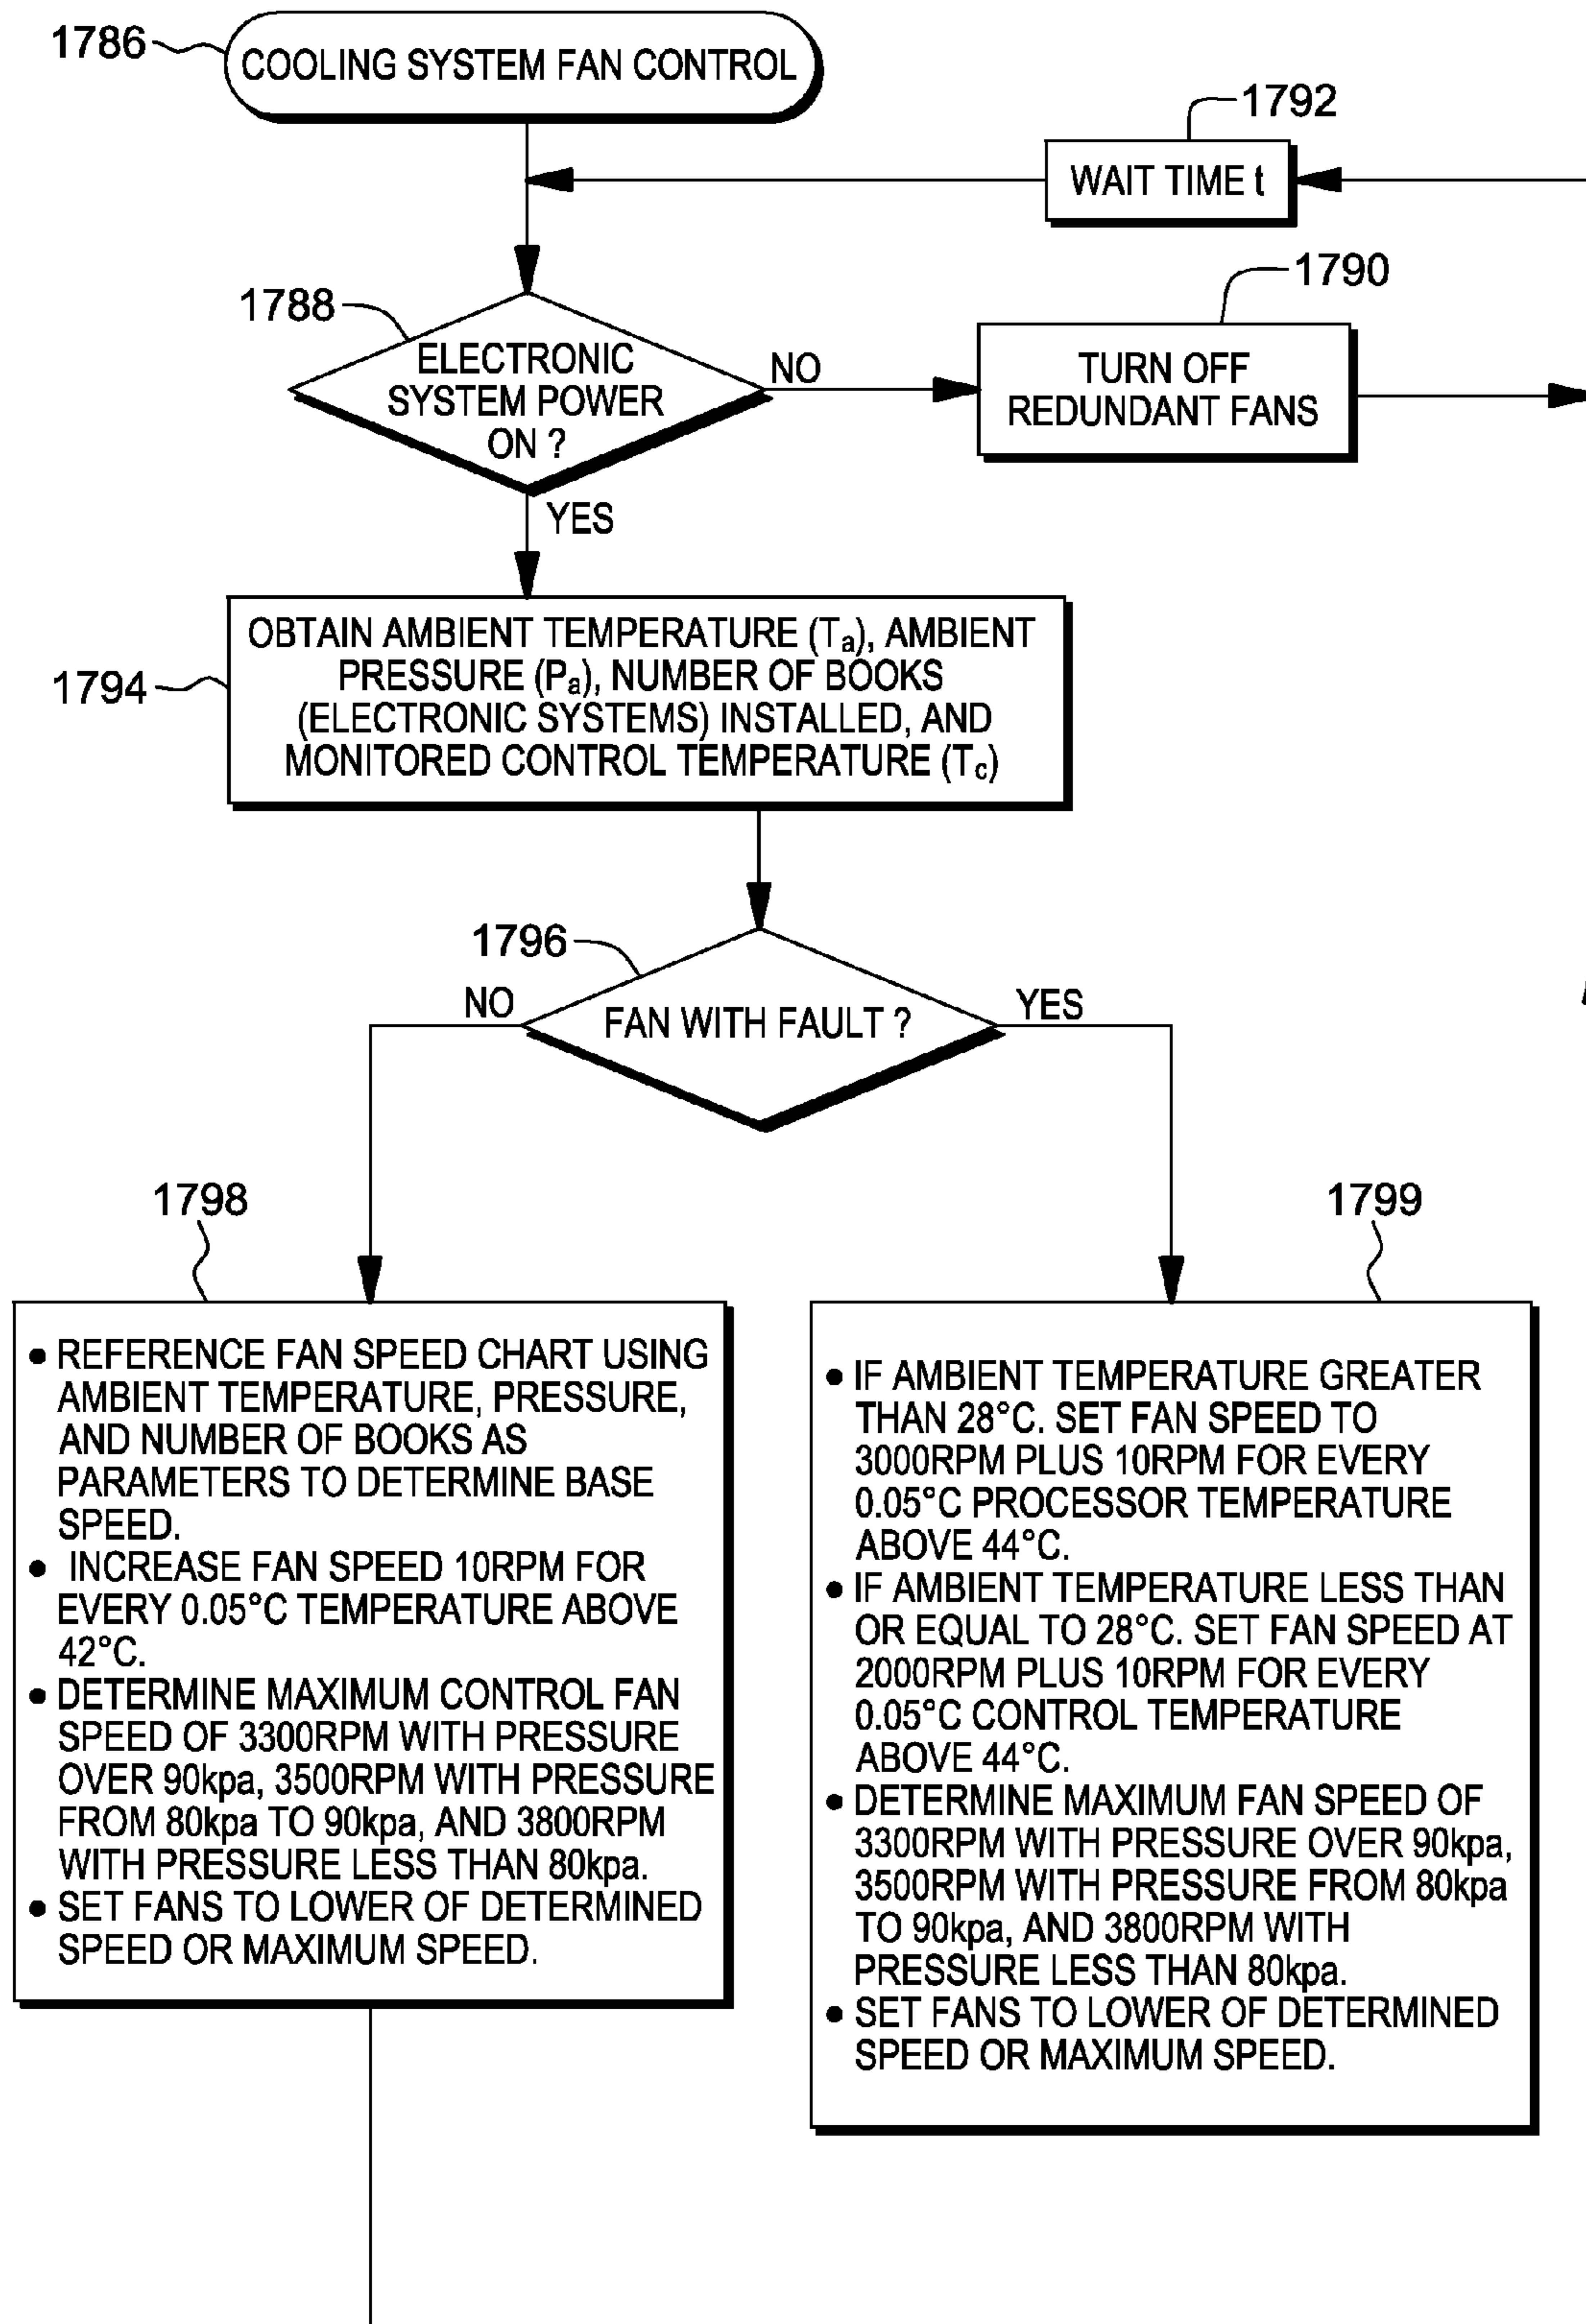 1786
COOLING SYSTEM FAN CONTROL
1792
WAIT TIME t
1790
1788
ELECTRONIC
SYSTEM POWER
ON ?
NO
TURN OFF
REDUNDANT FANS
YES
1794
OBTAIN AMBIENT TEMPERATURE (Ta), AMBIENT
PRESSURE (Pa), NUMBER OF BOOKS
(ELECTRONIC SYSTEMS) INSTALLED, AND
MONITORED CONTROL TEMPERATURE (Tc)
1796
NO
FAN WITH FAULT ?
YES
1798
• REFERENCE FAN SPEED CHART USING
AMBIENT TEMPERATURE, PRESSURE,
AND NUMBER OF BOOKS AS
PARAMETERS TO DETERMINE BASE
SPEED.
• INCREASE FAN SPEED 10RPM FOR
EVERY 0.05°C TEMPERATURE ABOVE
42°C.
• DETERMINE MAXIMUM CONTROL FAN
SPEED OF 3300RPM WITH PRESSURE
OVER 90kpa, 3500RPM WITH PRESSURE
FROM 80kpa TO 90kpa, AND 3800RPM
WITH PRESSURE LESS THAN 80kpa.
• SET FANS TO LOWER OF DETERMINED
SPEED OR MAXIMUM SPEED.
1799
• IF AMBIENT TEMPERATURE GREATER
THAN 28°C. SET FAN SPEED TO
3000RPM PLUS 10RPM FOR EVERY
0.05°C PROCESSOR TEMPERATURE
ABOVE 44°C.
• IF AMBIENT TEMPERATURE LESS THAN
OR EQUAL TO 28°C. SET FAN SPEED AT
2000RPM PLUS 10RPM FOR EVERY
0.05°C CONTROL TEMPERATURE
ABOVE 44°C.
• DETERMINE MAXIMUM FAN SPEED OF
3300RPM WITH PRESSURE OVER 90kpa,
3500RPM WITH PRESSURE FROM 80kpa
TO 90kpa, AND 3800RPM WITH
PRESSURE LESS THAN 80kpa.
• SET FANS TO LOWER OF DETERMINED
SPEED OR MAXIMUM SPEED.